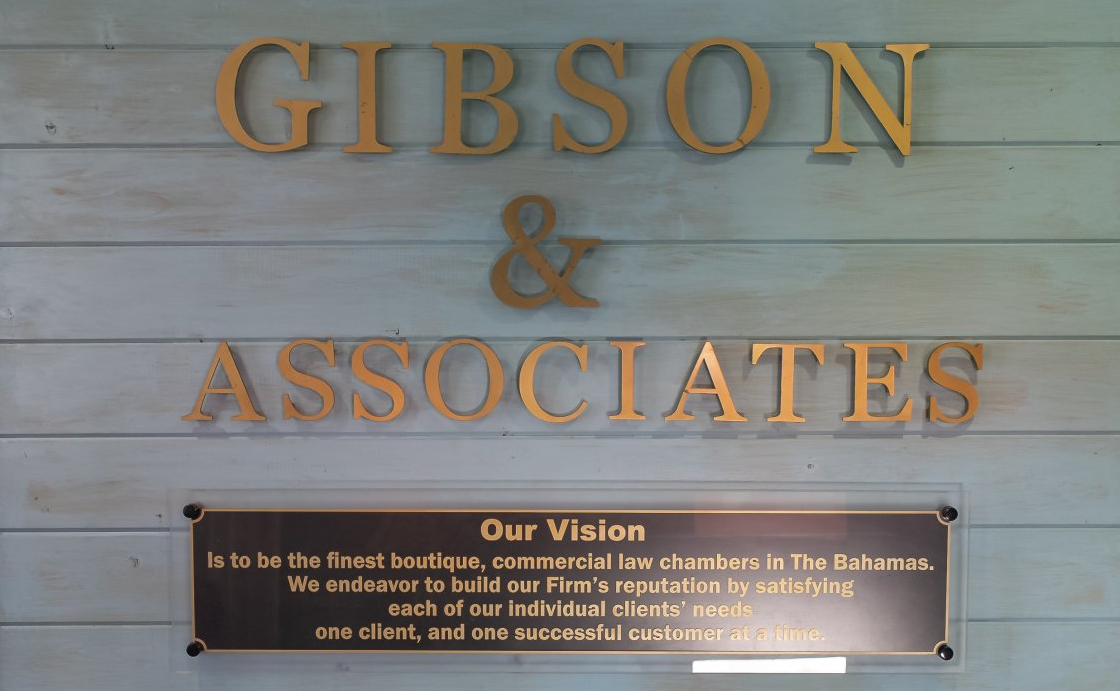 GIBSON
&
ASSOCIATES
Our Vision
Is to be the finest boutique, commercial law chambers in The Bahamas.
We endeavor to build our Firm's reputation by satisfying
each of our individual clients' needs
one client, and one successful customer at a time.